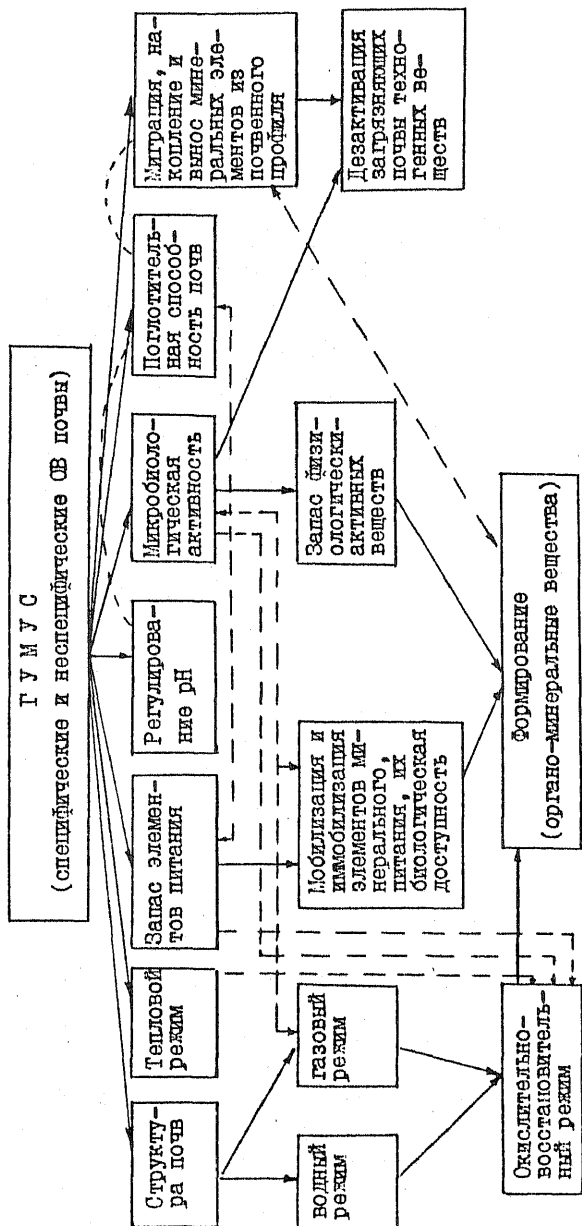 ГУМУС
(специфические и неспецифические ОВ почвы)
Структу-
ра почв
Тепловой
режим
Запас элемен-
тов питания
Регулирова-
ние pH
Микробиоло-
гическая
активность
Поглотитель-
ная способ-
ность почв
Миграция, на-
копление и
вынос мине-
ральных эле-
ментов из
почвенного
профиля
водный
режим
газовый
режим
Мобилизация и
иммобилизация
элементов ми-
нерального,
питания, их
биологическая
доступность
Запас физи-
ологически-
активных
веществ
Дезактивация
загрязняющих
почвы техно-
генных ве-
ществ
Окислительно-
восстановитель-
ный режим
Формирование
(органо-минеральные вещества)